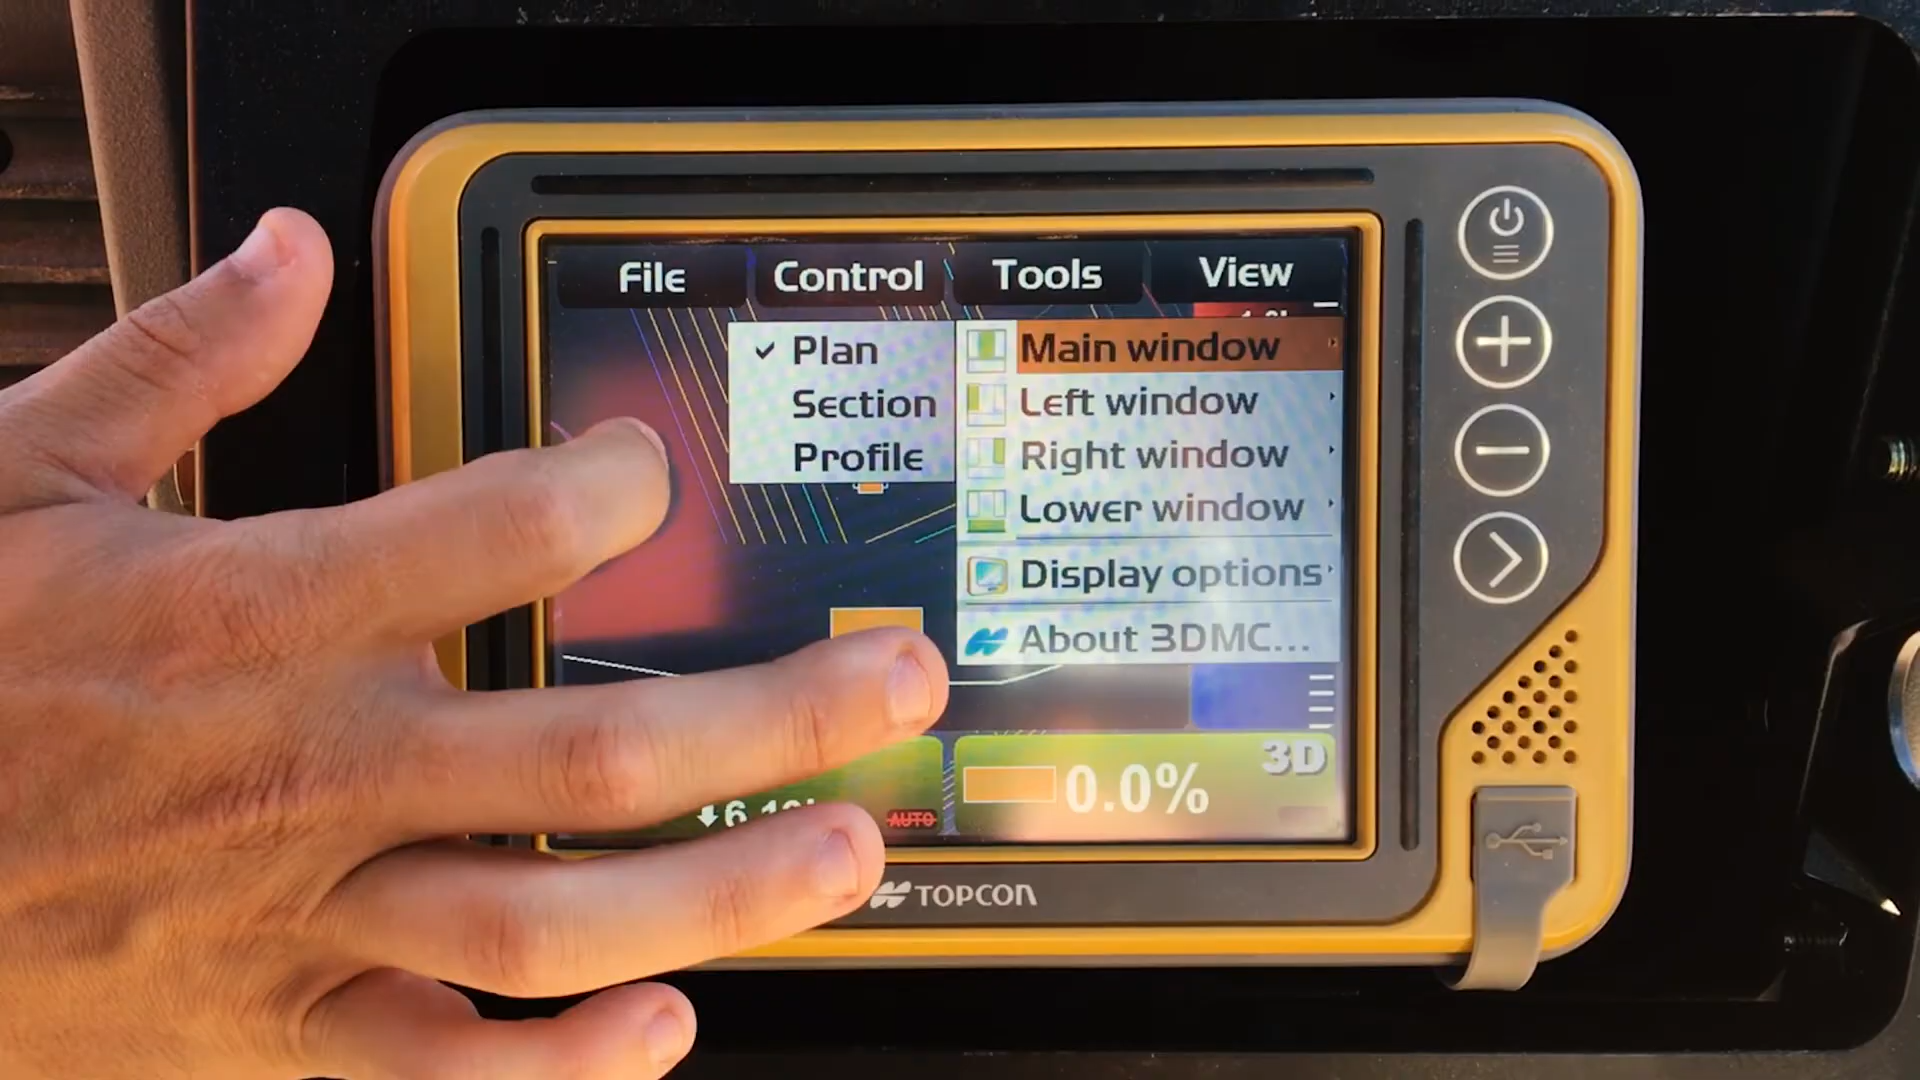 File Control Tools View
Plan
Section
Profile
Main window
Left window
Right window
Lower window
Display options
About 3DMC...
3D
0.0%
AUTO
TOPCON